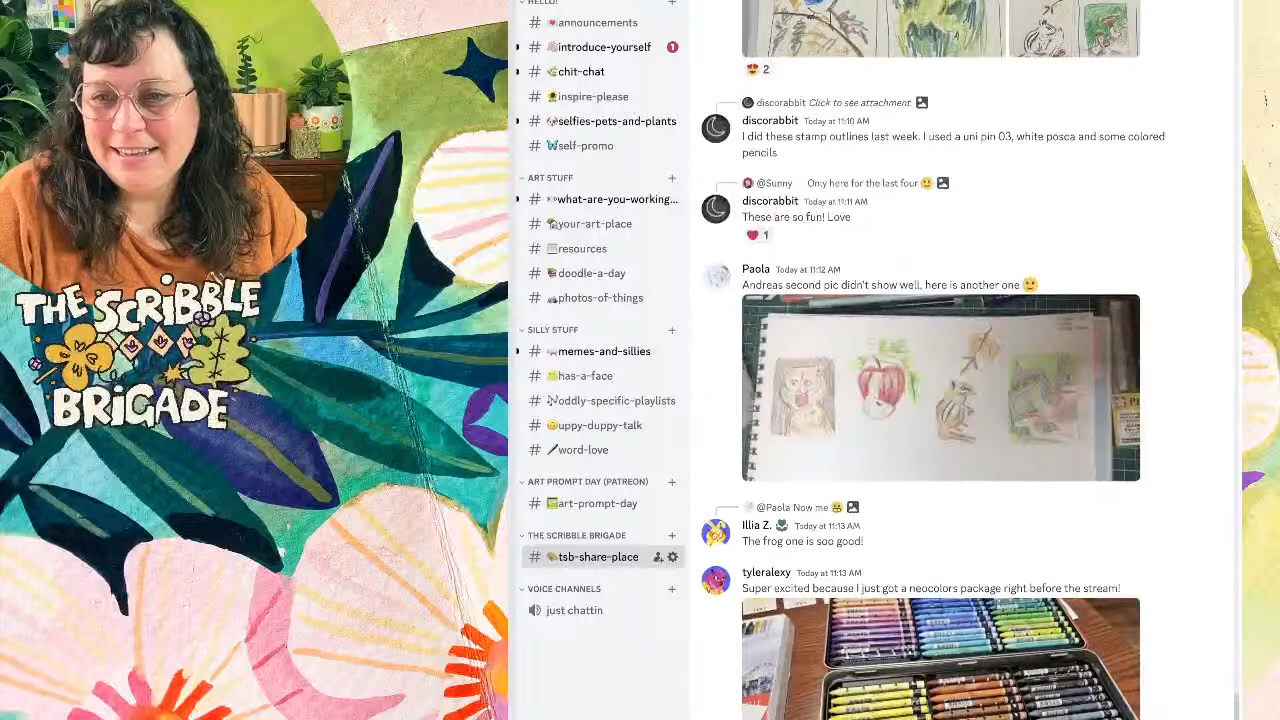 THE SCRIBBLE
BRIGADE
HELLO!
announcements
introduce-yourself 1
chit-chat
inspire-please
selfies-pets-and-plants
self-promo
ART STUFF
what-are-you-working...
your-art-place
resources
doodle-a-day
photos-of-things
SILLY STUFF
memes-and-sillies
has-a-face
oddly-specific-playlists
uppy-duppy-talk
word-love
ART PROMPT DAY (PATREON)
art-prompt-day
THE SCRIBBLE BRIGADE
tsb-share-place
VOICE CHANNELS
just chattin
2
discorabbit Click to see attachment
discorabbit Today at 11:10 AM
I did these stamp outlines last week. I used a uni pin 03, white posca and some colored
pencils
@Sunny Only here for the last four
discorabbit Today at 11:11 AM
These are so fun! Love
1
Paola Today at 11:12 AM
Andreas second pic didn't show well, here is another one
@Paola Now me
Illia Z. Today at 11:13 AM
The frog one is soo good!
tyleralexy Today at 11:13 AM
Super excited because I just got a neocolors package right before the stream!